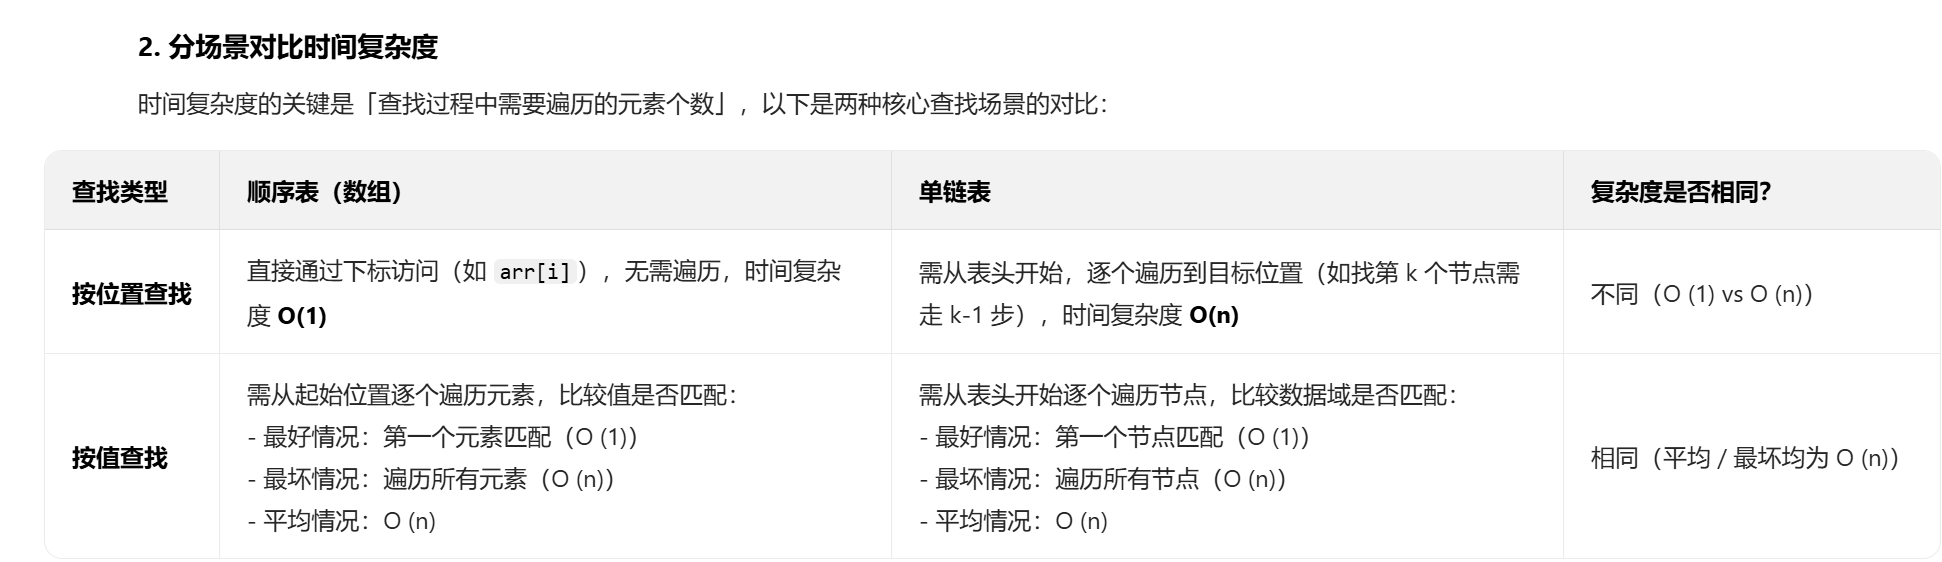 2. 分场景对比时间复杂度
时间复杂度的关键是「查找过程中需要遍历的元素个数」，以下是两种核心查找场景的对比：
查找类型
顺序表（数组）
单链表
复杂度是否相同？
按位置查找
直接通过下标访问（如 arr[i]），无需遍历，时间复杂
度 O(1)
需从表头开始，逐个遍历到目标位置（如找第 k 个节点需
走 k-1 步），时间复杂度 O(n)
不同（O (1) vs O (n)）
按值查找
需从起始位置逐个遍历元素，比较值是否匹配：
- 最好情况：第一个元素匹配（O (1)）
- 最坏情况：遍历所有元素（O (n)）
- 平均情况：O (n)
需从表头开始逐个遍历节点，比较数据域是否匹配：
- 最好情况：第一个节点匹配（O (1)）
- 最坏情况：遍历所有节点（O (n)）
- 平均情况：O (n)
相同（平均 / 最坏均为 O (n)）